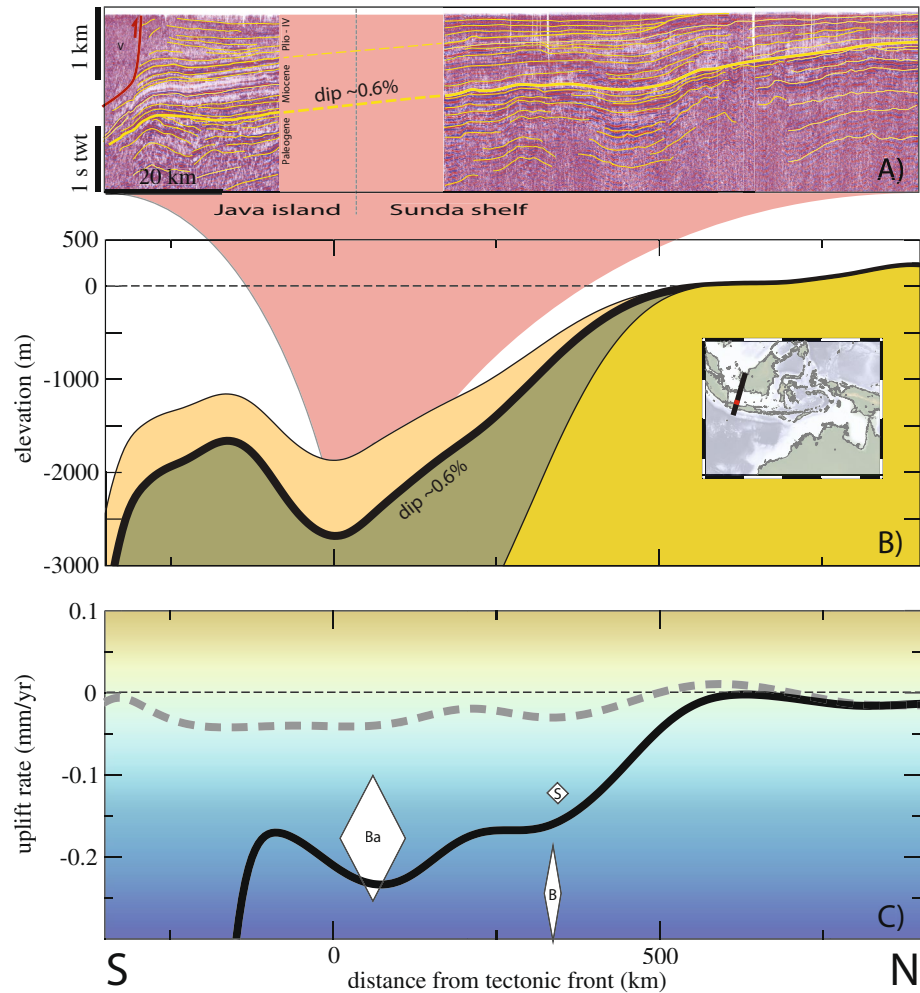 1 km
1 s twt
v
Plio - IV
Miocene
Paleogene
dip ~0.6%
20 km
A)
Java island
Sunda shelf
500
0
-1000
-2000
-3000
elevation (m)
dip ~0.6%
B)
0.1
0
-0.1
-0.2
uplift rate (mm/yr)
Ba
S
B
C)
0
500
S
distance from tectonic front (km)
N